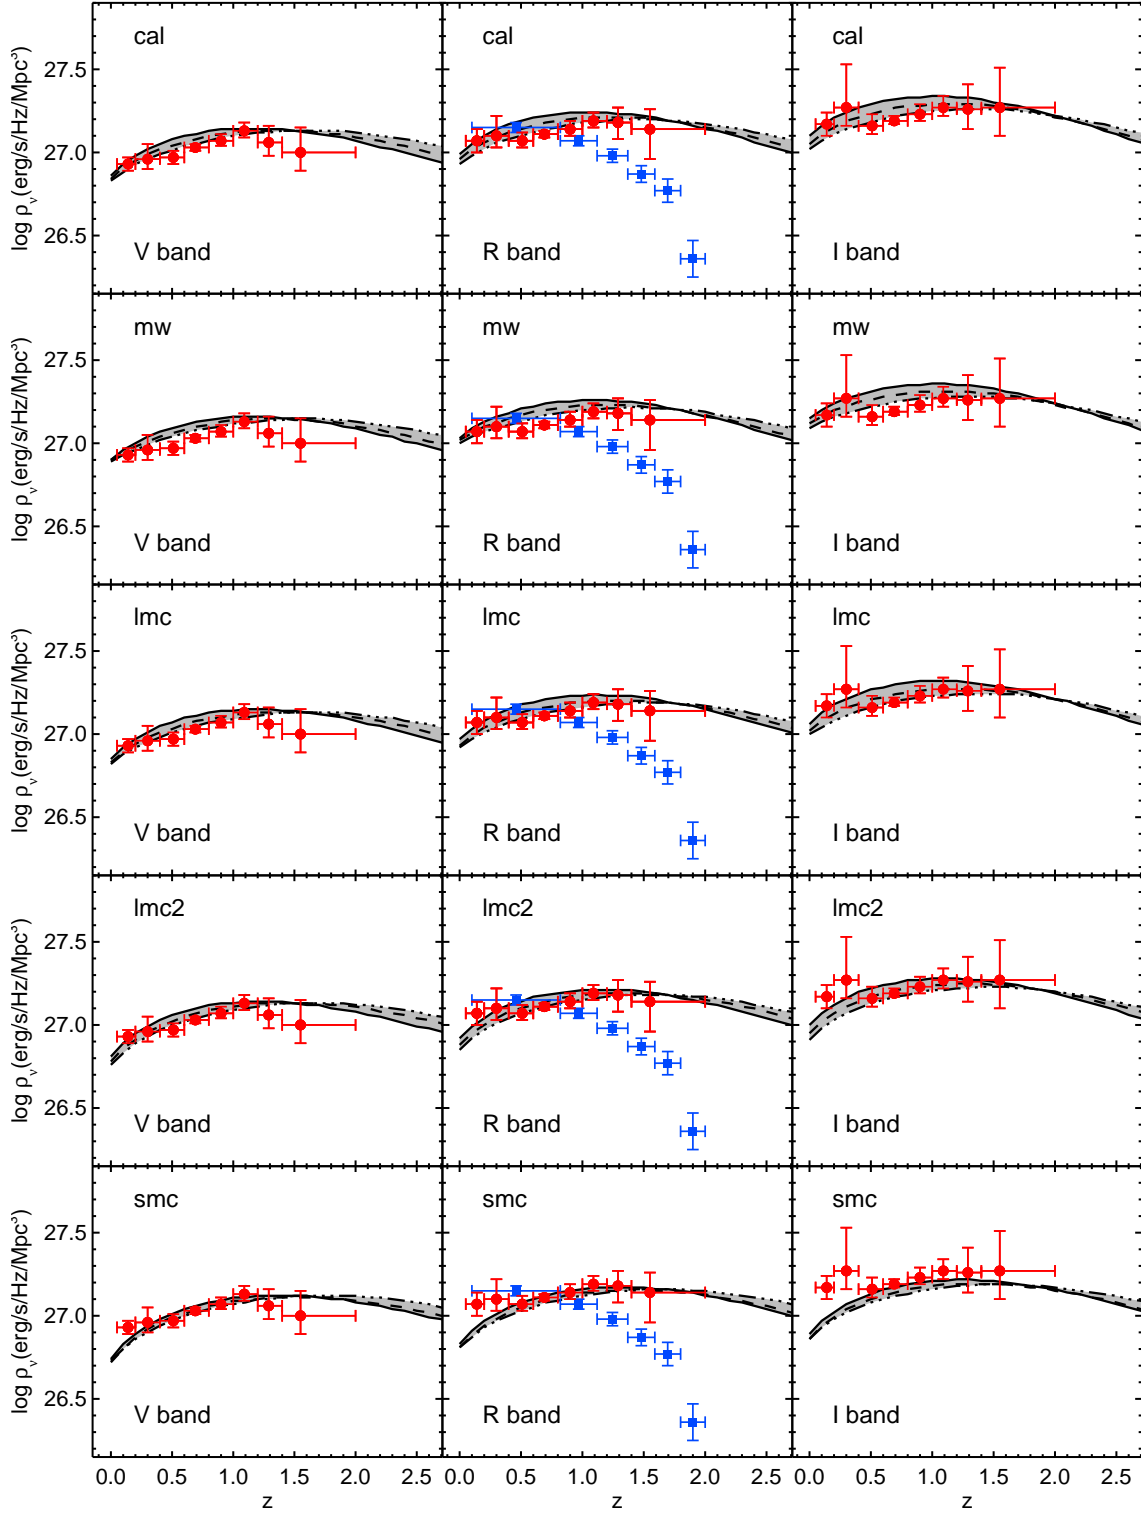 cal cal cal
27.5
27.0
26.5
log ρν(erg/s/Hz/Mpc³)
V band R band I band
mw mw mw
27.5
27.0
26.5
log ρν(erg/s/Hz/Mpc³)
V band R band I band
lmc lmc lmc
27.5
27.0
26.5
log ρν(erg/s/Hz/Mpc³)
V band R band I band
lmc2 lmc2 lmc2
27.5
27.0
26.5
log ρν(erg/s/Hz/Mpc³)
V band R band I band
smc smc smc
27.5
27.0
26.5
log ρν(erg/s/Hz/Mpc³)
V band R band I band
0.0 0.5 1.0 1.5 2.0 2.5 0.0 0.5 1.0 1.5 2.0 2.5 0.0 0.5 1.0 1.5 2.0 2.5
z z z